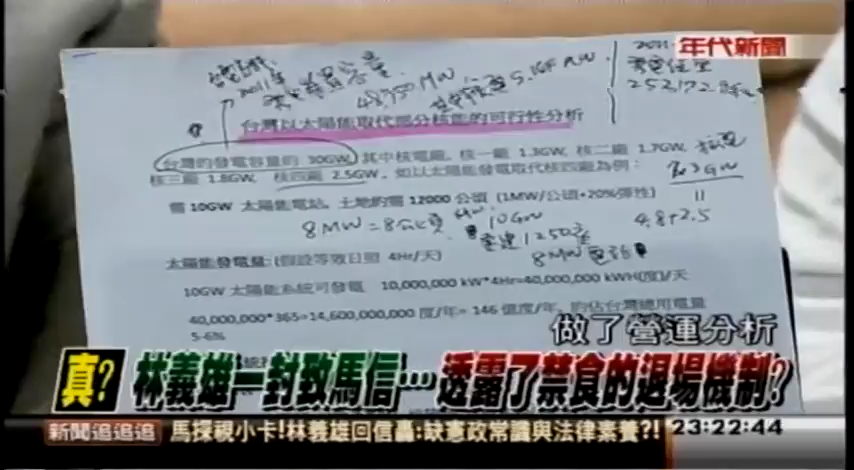 2011年
48,750 MW
2011
年代新聞
台灣以太陽能取代部分核能的可行性分析
台灣的發電容量約 30GW, 其中核電廠, 核一廠 1.3GW, 核二廠 1.7GW,
核三廠 1.8GW, 核四廠 2.5GW, 如以太陽能發電取代核四廠為例：
需 10GW 太陽能電站, 土地約需 12000 公頃 (1MW/公頃+20%彈性)
8MW = 8公頃
10GW
4.8+2.5
1250
8MW 電站
太陽能發電量: (假設等效日照 4Hr/天)
10GW 太陽能系統可發電 10,000,000 kW*4Hr=40,000,000 kWH(度)/天
40,000,000*365=14,600,000,000 度/年= 146 億度/年, 約佔台灣總用電量
5-6%
做了營運分析
真?
林義雄一封致馬信…透露了禁食的退場機制?
新聞追追追
馬探視小卡!林義雄回信轟:缺憲政常識與法律素養?!
23:22:44